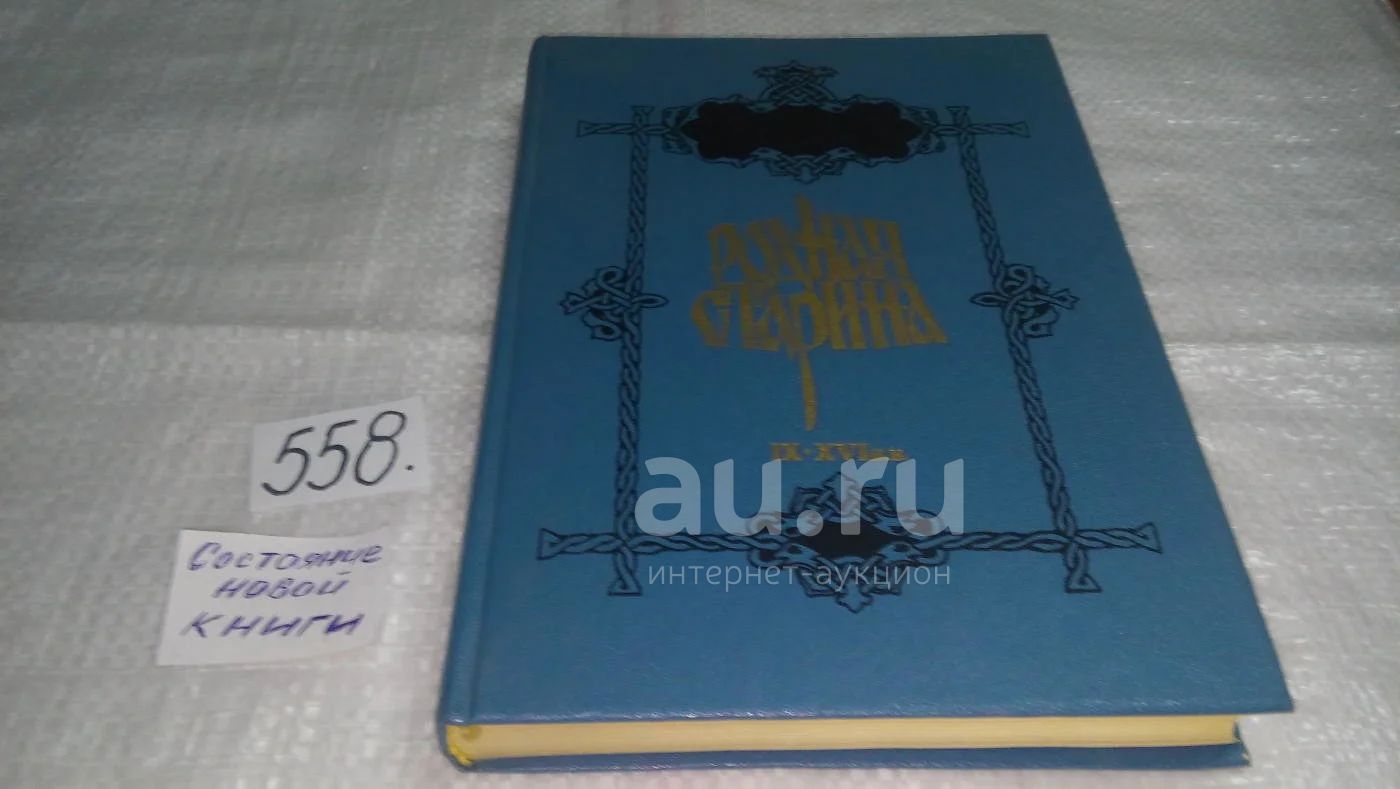 РОДНАЯ
СТАРИНА
IX-XVI в.в.
558.
Состояние
новой
книги
au.ru
интернет-аукцион